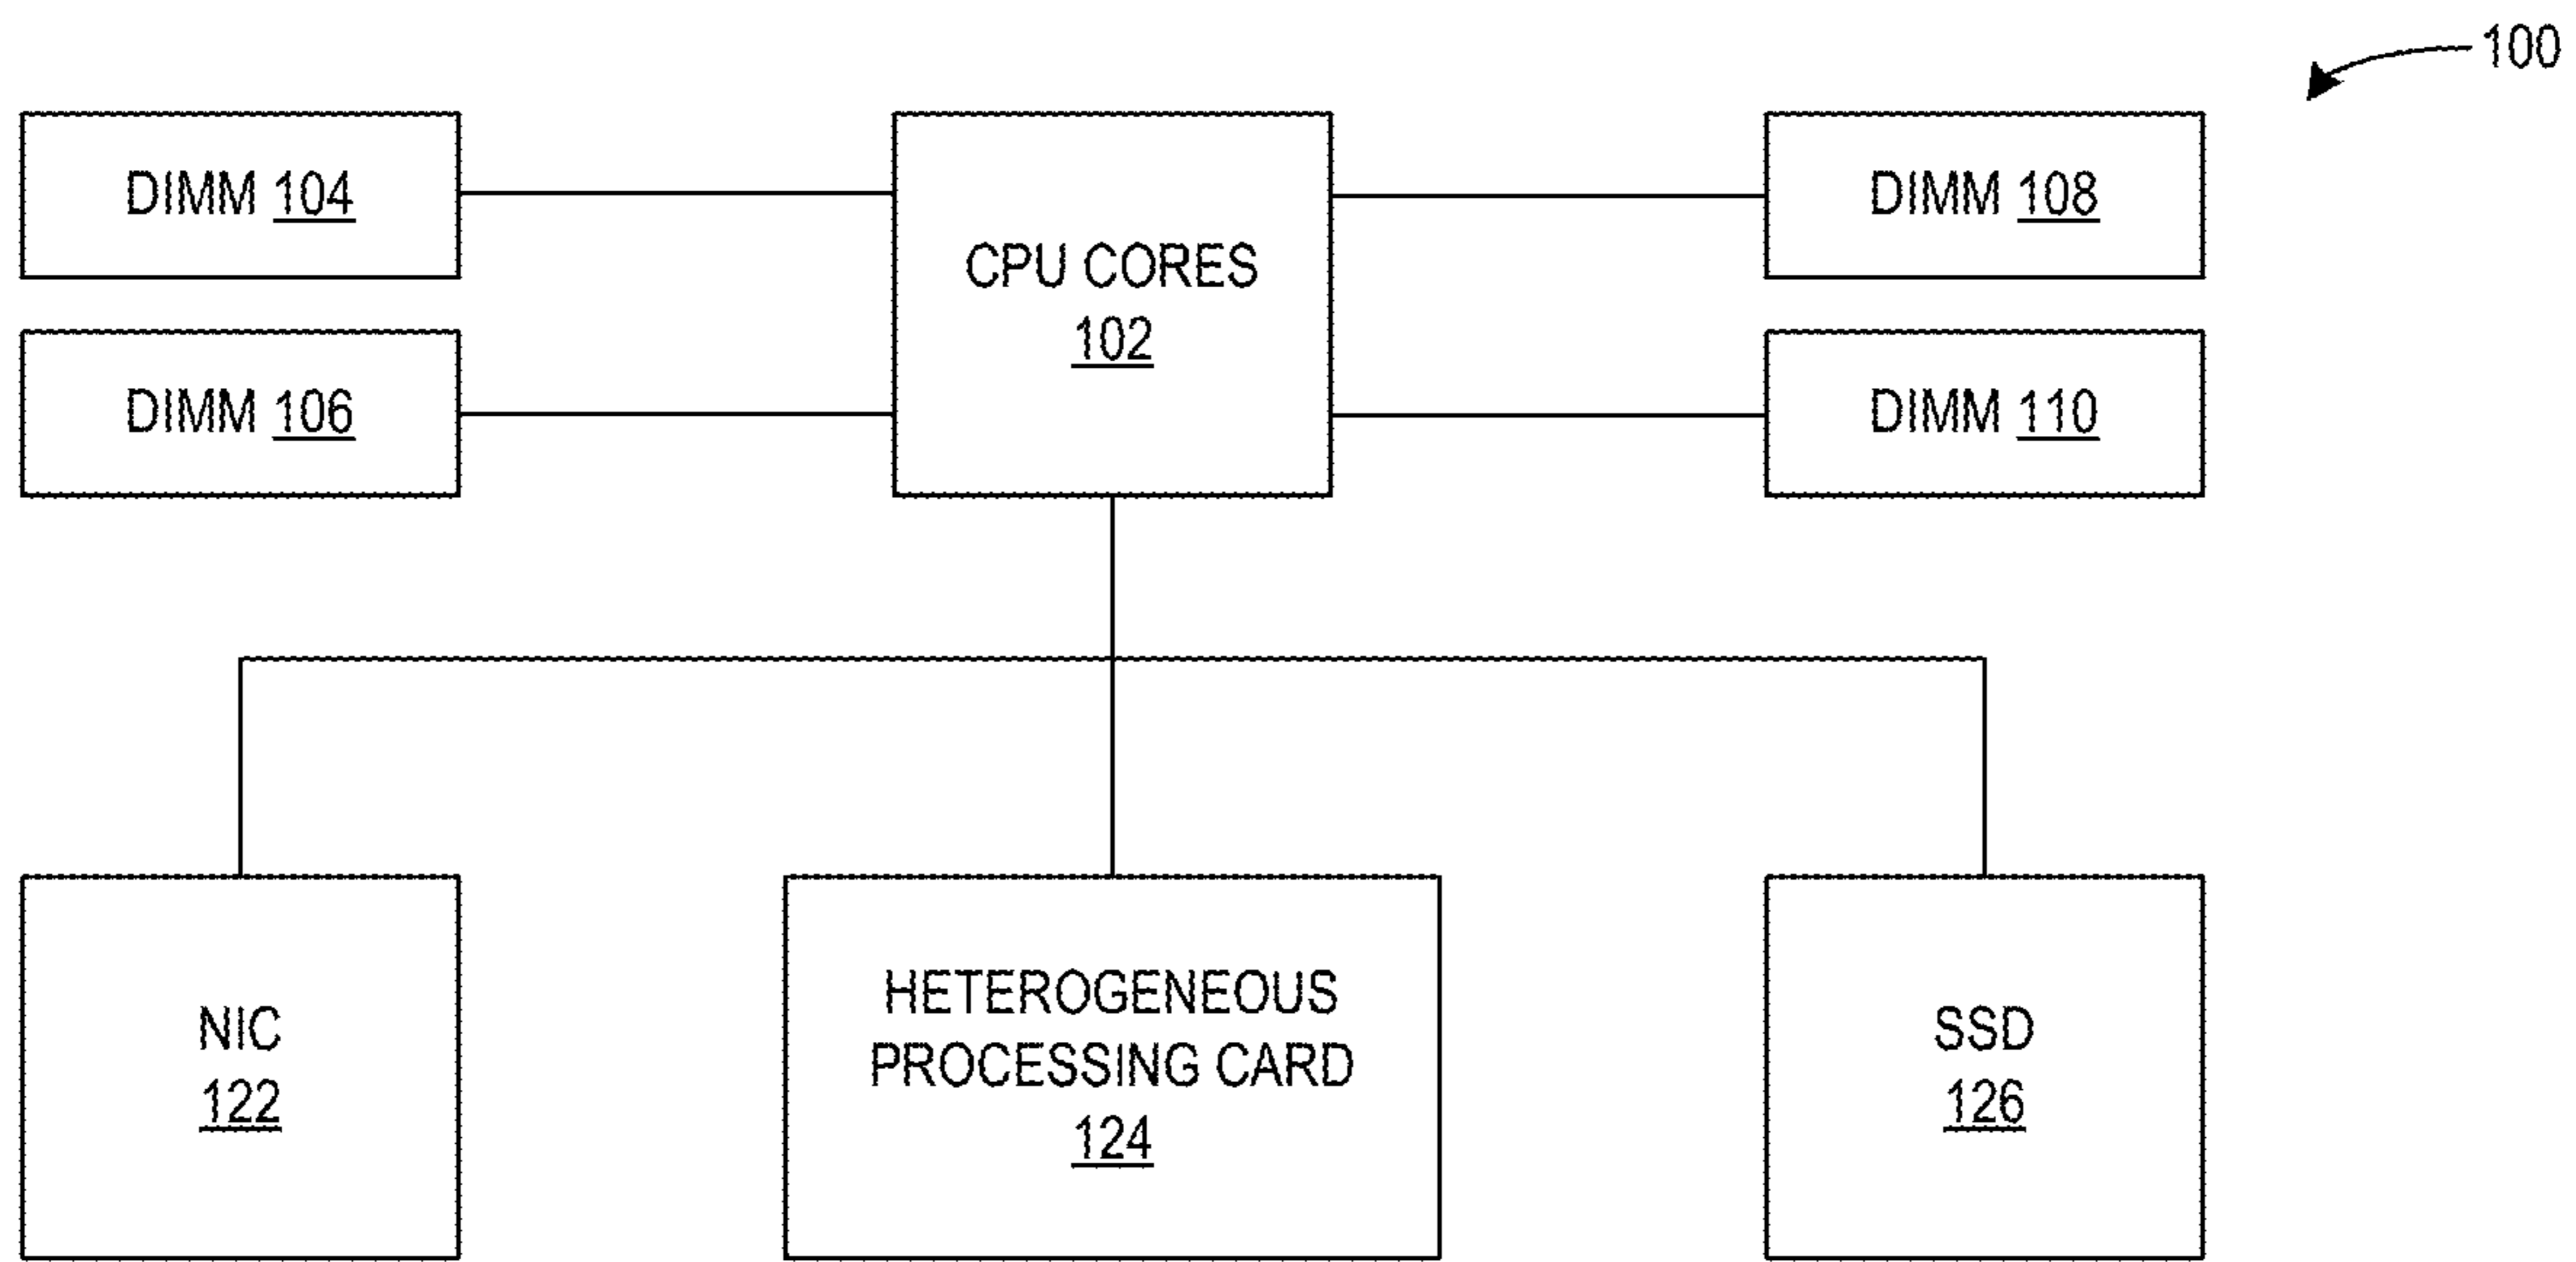 100
DIMM 104
CPU CORES
102
DIMM 108
DIMM 106
DIMM 110
NIC
122
HETEROGENEOUS
PROCESSING CARD
124
SSD
126